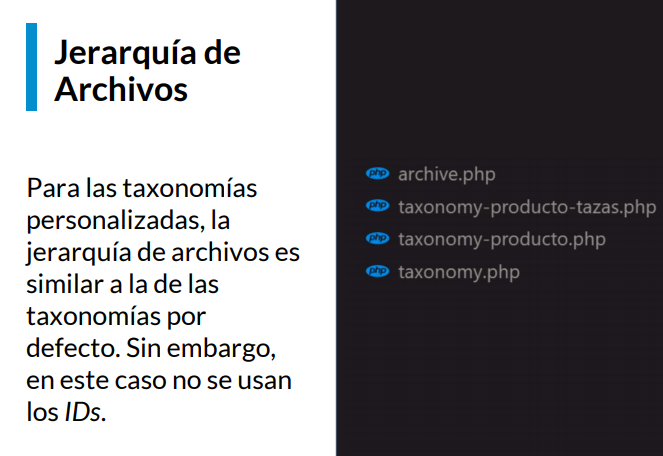 Jerarquía de
Archivos
Para las taxonomías
personalizadas, la
jerarquía de archivos es
similar a la de las
taxonomías por
defecto. Sin embargo,
en este caso no se usan
los IDs.
php archive.php
php taxonomy-producto-tazas.php
php taxonomy-producto.php
php taxonomy.php